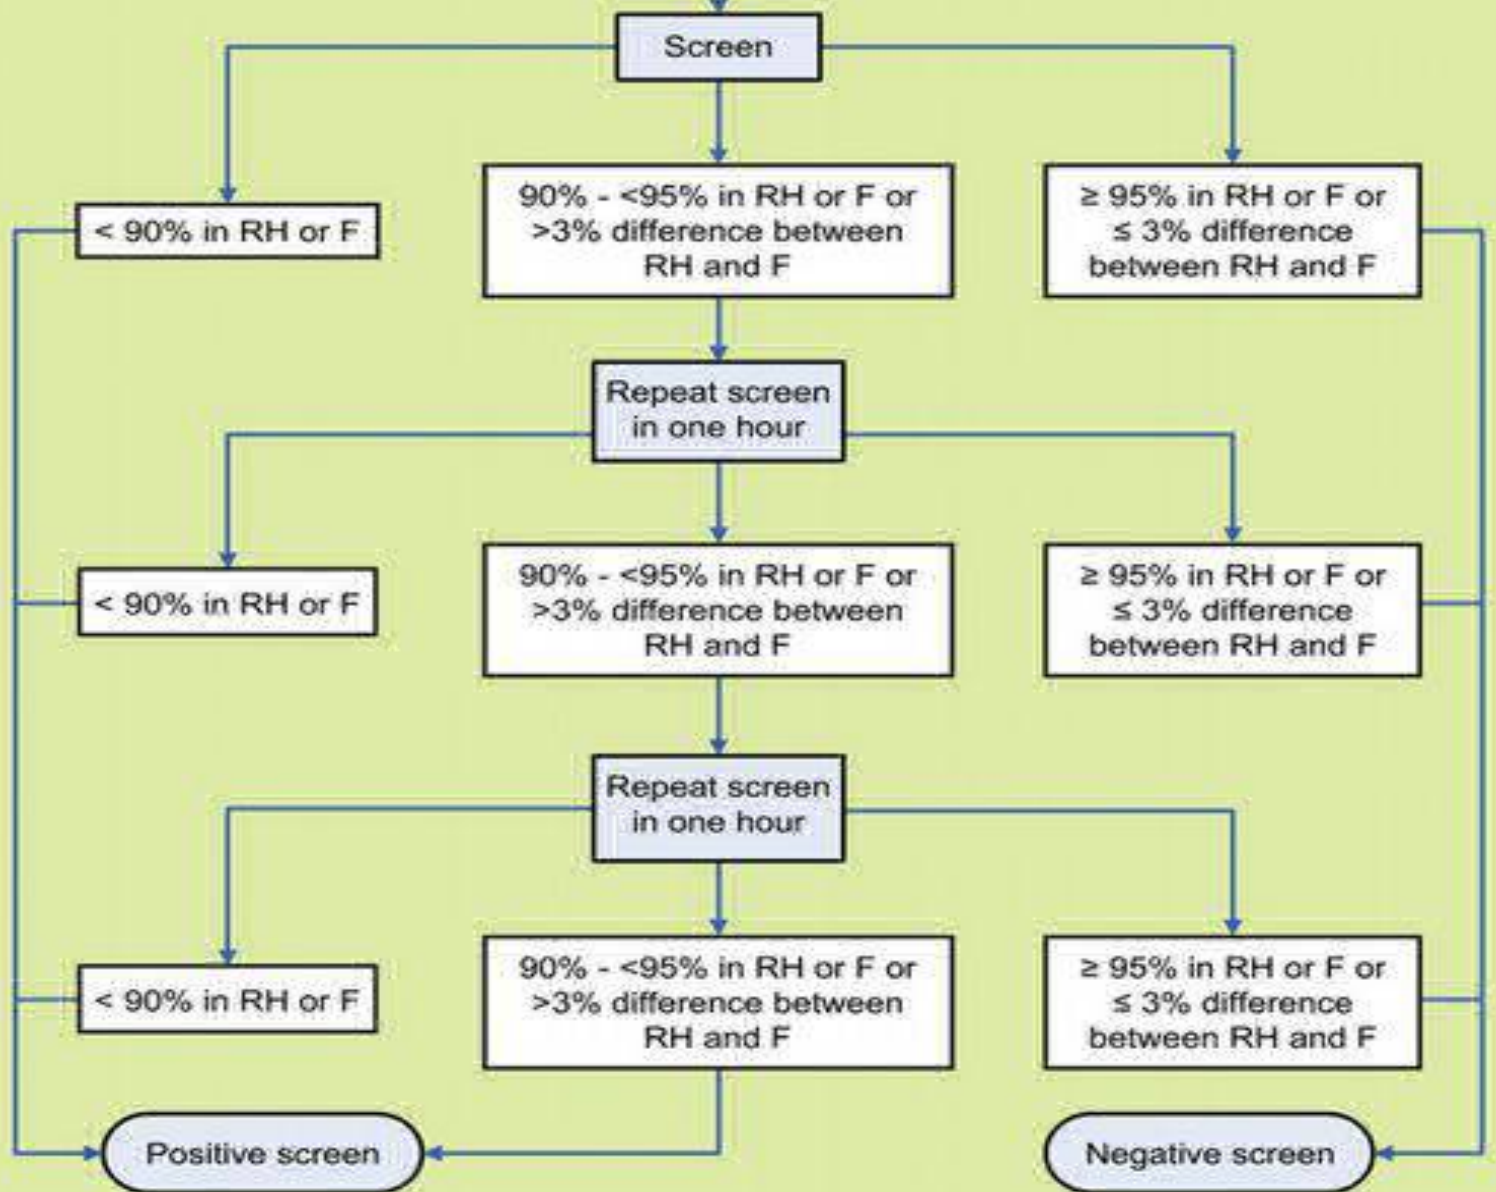 Screen
< 90% in RH or F
90% - <95% in RH or F or
>3% difference between
RH and F
≥ 95% in RH or F or
≤ 3% difference
between RH and F
Repeat screen
in one hour
< 90% in RH or F
90% - <95% in RH or F or
>3% difference between
RH and F
≥ 95% in RH or F or
≤ 3% difference
between RH and F
Repeat screen
in one hour
< 90% in RH or F
90% - <95% in RH or F or
>3% difference between
RH and F
≥ 95% in RH or F or
≤ 3% difference
between RH and F
Positive screen
Negative screen